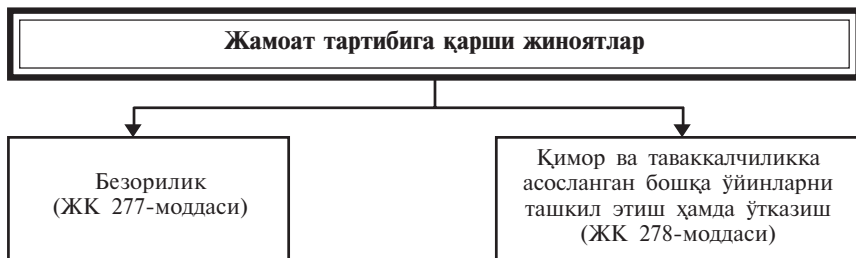 Жамоат тартибига қарши жиноятлар
Безорилик
(ЖК 277-моддаси)
Қимор ва таваккалчиликка
асосланган бошқа ўйинларни
ташкил этиш ҳамда ўтказиш
(ЖК 278-моддаси)